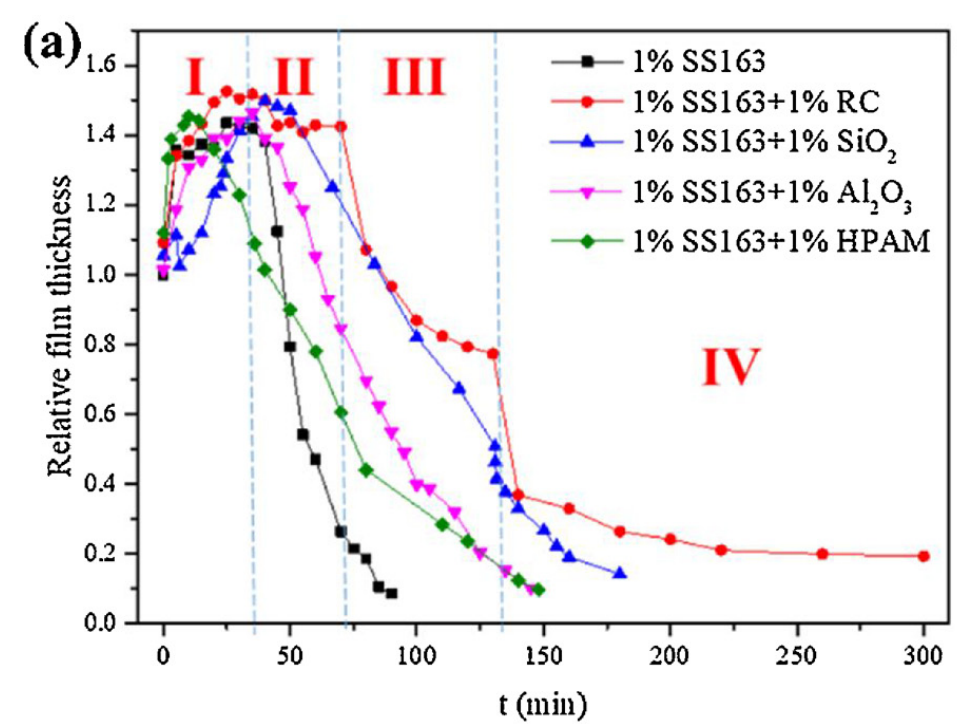 (a)
I II III
IV
1% SS163
1% SS163+1% RC
1% SS163+1% SiO₂
1% SS163+1% Al₂O₃
1% SS163+1% HPAM
Relative film thickness
1.6
1.4
1.2
1.0
0.8
0.6
0.4
0.2
0.0
0 50 100 150 200 250 300
t (min)